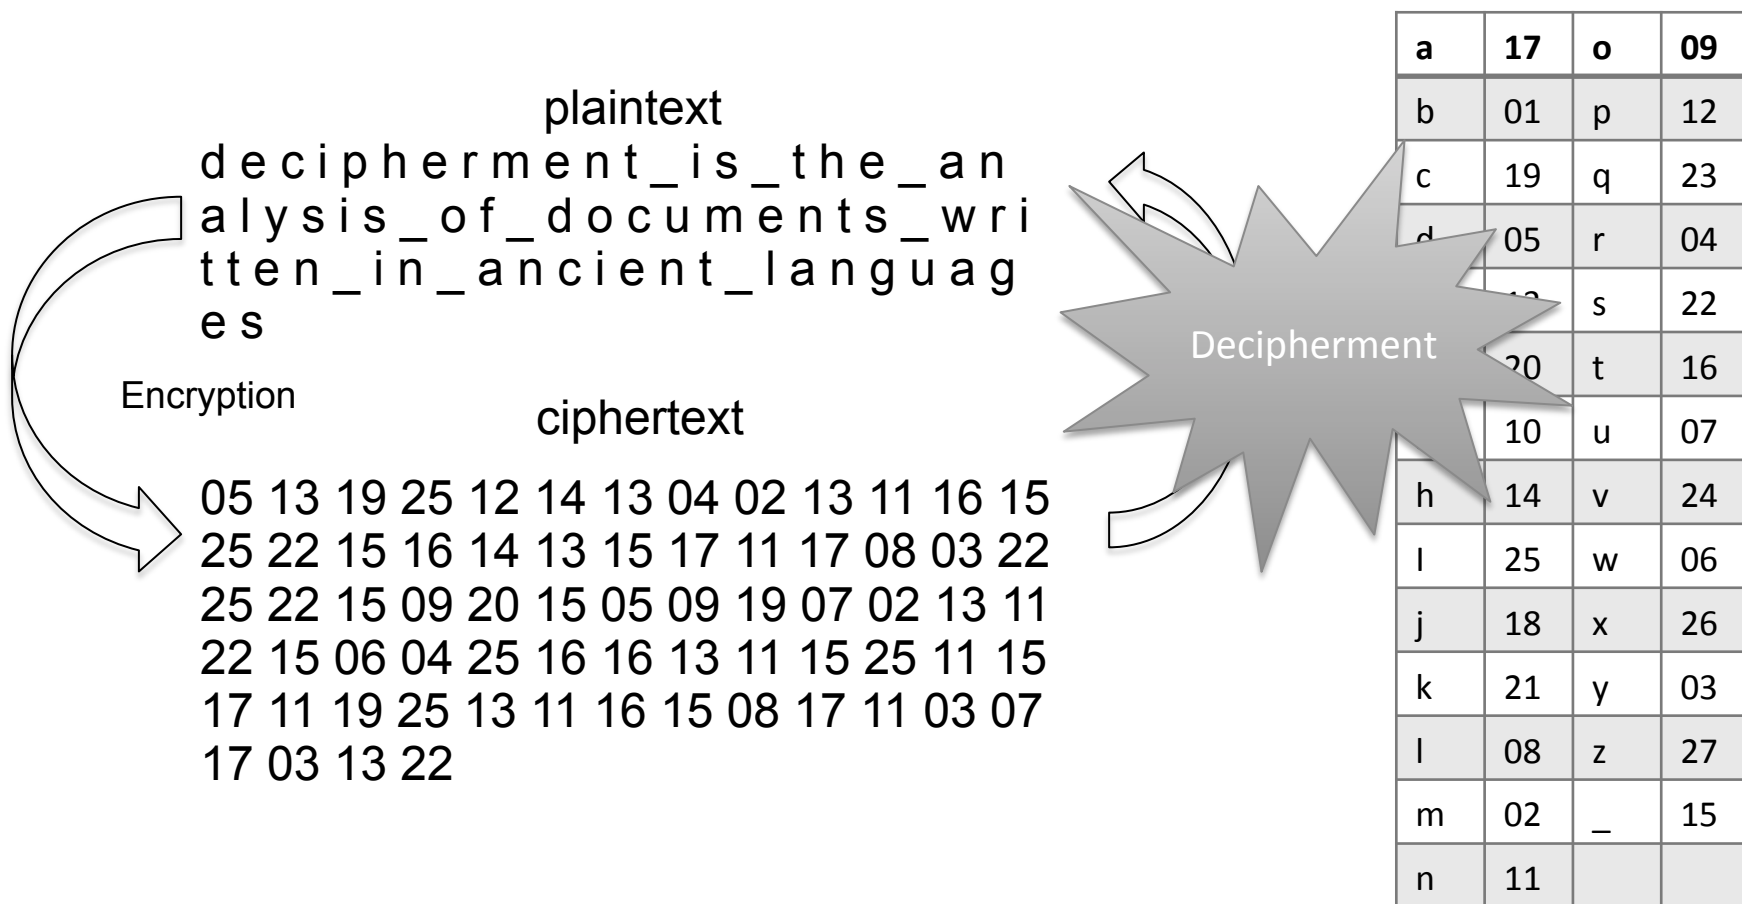 plaintext
d e c i p h e r m e n t _ i s _ t h e _ a n
a l y s i s _ o f _ d o c u m e n t s _ w r i
t t e n _ i n _ a n c i e n t _ l a n g u a g
e s
Encryption
ciphertext
05 13 19 25 12 14 13 04 02 13 11 16 15
25 22 15 16 14 13 15 17 11 17 08 03 22
25 22 15 09 20 15 05 09 19 07 02 13 11
22 15 06 04 25 16 16 13 11 15 25 11 15
17 11 19 25 13 11 16 15 08 17 11 03 07
17 03 13 22
Decipherment
a 17 o 09
b 01 p 12
c 19 q 23
d 05 r 04
s 22
20 t 16
10 u 07
h 14 v 24
I 25 w 06
j 18 x 26
k 21 y 03
l 08 z 27
m 02 _ 15
n 11